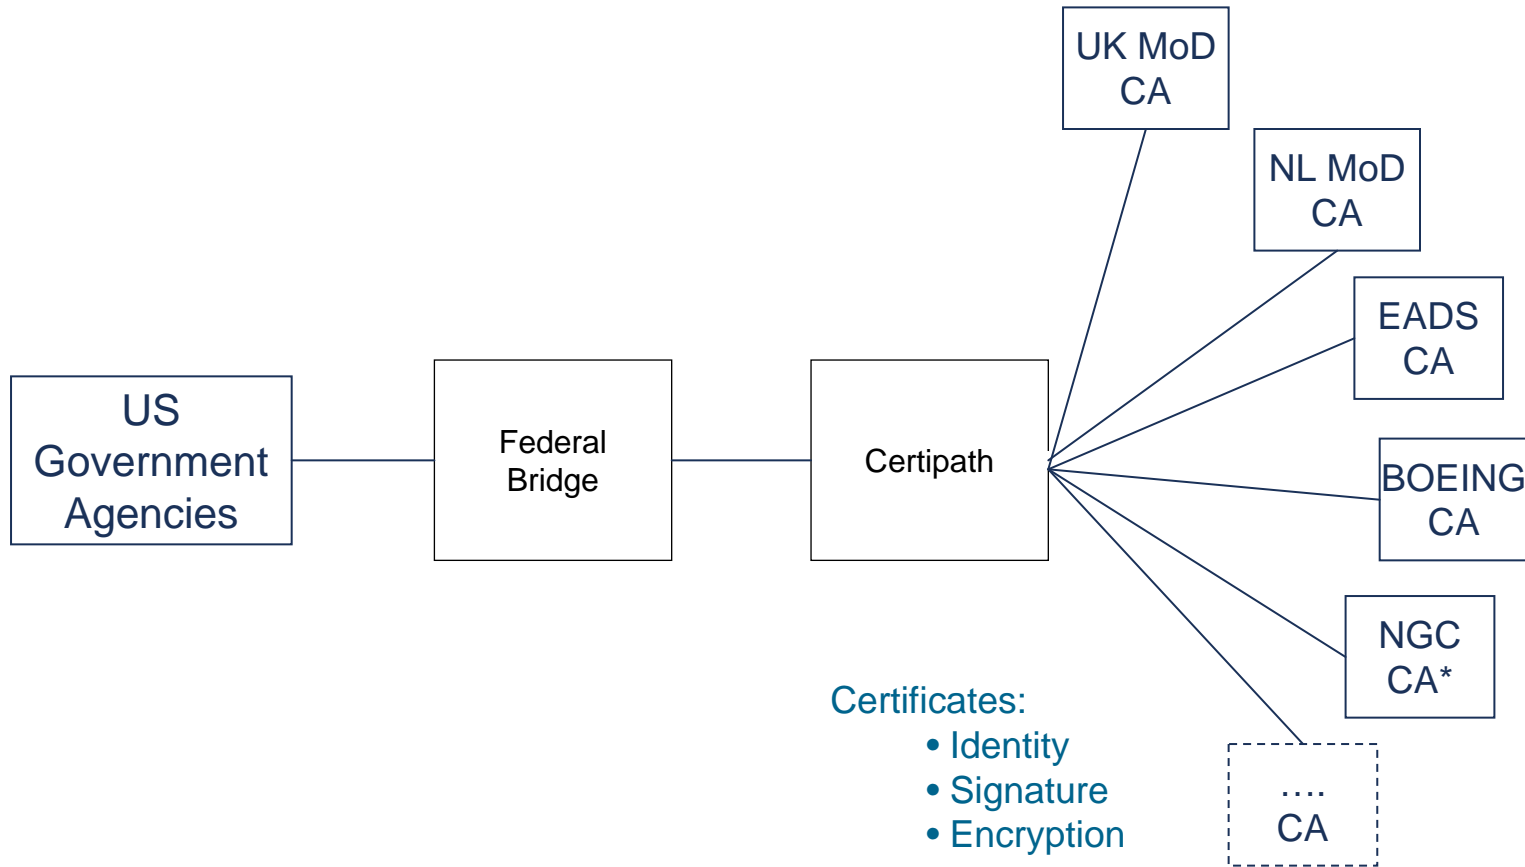 UK MoD
CA
NL MoD
CA
EADS
CA
US
Government
Agencies
Federal
Bridge
Certipath
BOEING
CA
NGC
CA*
Certificates:
• Identity
• Signature
• Encryption
....
CA